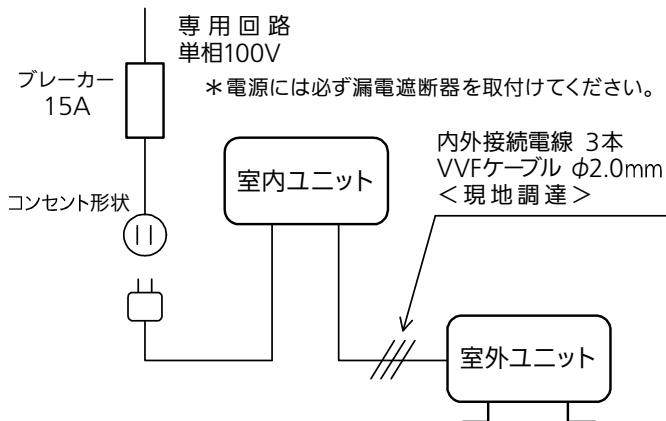 専用回路
単相100V
＊電源には必ず漏電遮断器を取付けてください。
ブレーカー
15A
コンセント形状
室内ユニット
内外接続電線 3本
VVFケーブル φ2.0mm
＜現地調達＞
室外ユニット